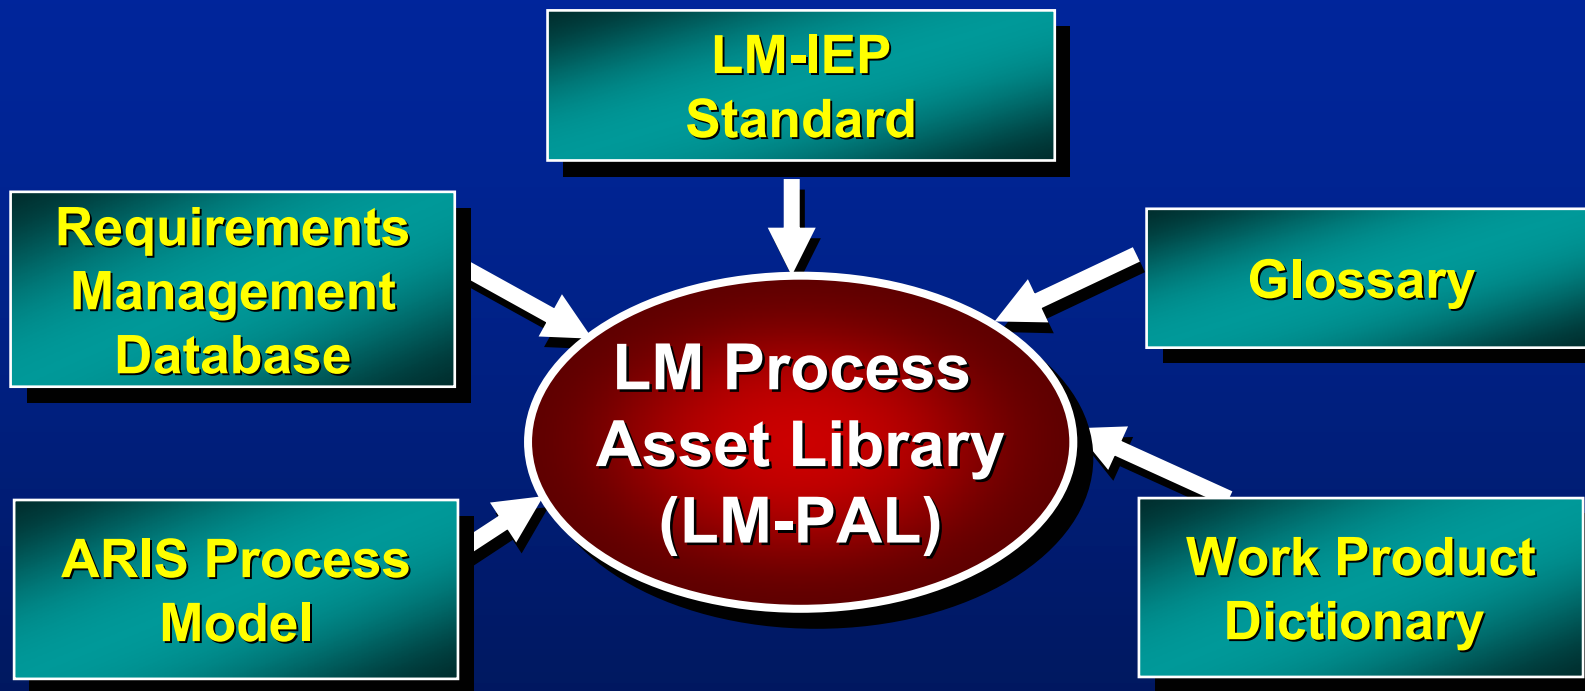 LM-IEP
Standard
Requirements
Management
Database
Glossary
LM Process
Asset Library
(LM-PAL)
ARIS Process
Model
Work Product
Dictionary